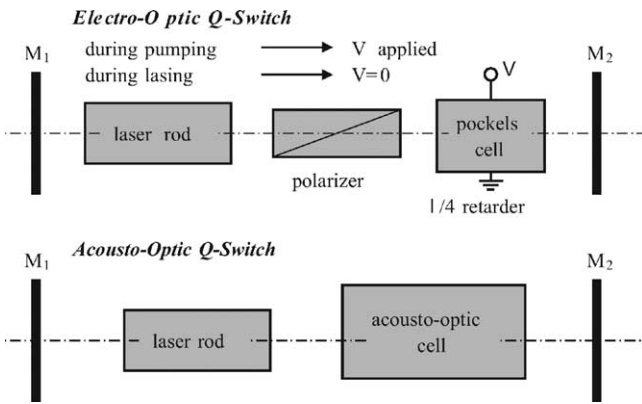 Electro-O ptic Q-Switch
during pumping V applied
during lasing V=0
M1
M2
V
laser rod
polarizer
pockels
cell
l/4 retarder
Acousto-Optic Q-Switch
M1
M2
laser rod
acousto-optic
cell